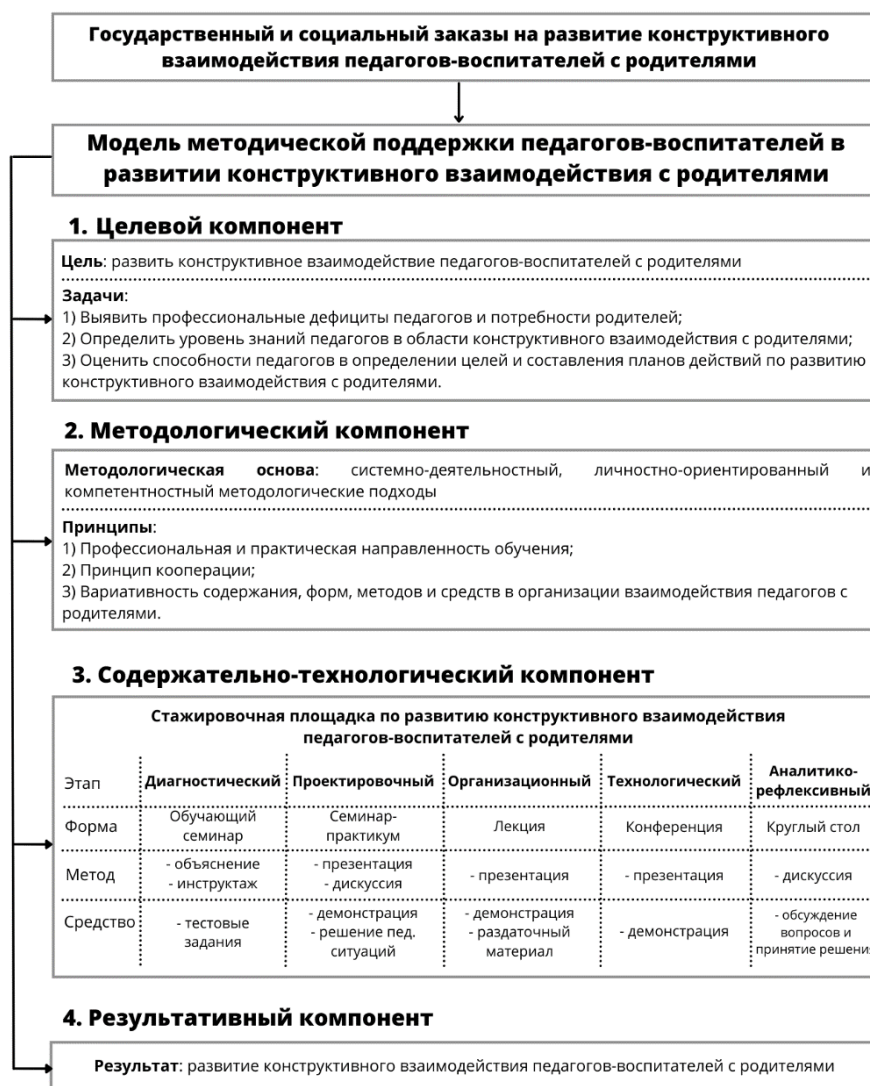 Государственный и социальный заказы на развитие конструктивного
взаимодействия педагогов-воспитателей с родителями
Модель методической поддержки педагогов-воспитателей в
развитии конструктивного взаимодействия с родителями
1. Целевой компонент
Цель: развить конструктивное взаимодействие педагогов-воспитателей с родителями
Задачи:
1) Выявить профессиональные дефициты педагогов и потребности родителей;
2) Определить уровень знаний педагогов в области конструктивного взаимодействия с родителями;
3) Оценить способности педагогов в определении целей и составления планов действий по развитию
конструктивного взаимодействия с родителями.
2. Методологический компонент
Методологическая основа: системно-деятельностный, личностно-ориентированный и
компетентностный методологические подходы
Принципы:
1) Профессиональная и практическая направленность обучения;
2) Принцип кооперации;
3) Вариативность содержания, форм, методов и средств в организации взаимодействия педагогов с
родителями.
3. Содержательно-технологический компонент
Стажировочная площадка по развитию конструктивного взаимодействия
педагогов-воспитателей с родителями
Этап Диагностический Проектировочный Организационный Технологический Аналитико-
рефлексивный
Форма Обучающий
семинар Семинар-
практикум Лекция Конференция Круглый стол
Метод - объяснение
- инструктаж - презентация
- дискуссия - презентация - презентация - дискуссия
Средство - тестовые
задания - демонстрация
- решение пед.
ситуаций - демонстрация
- раздаточный
материал - демонстрация - обсуждение
вопросов и
принятие решения
4. Результативный компонент
Результат: развитие конструктивного взаимодействия педагогов-воспитателей с родителями